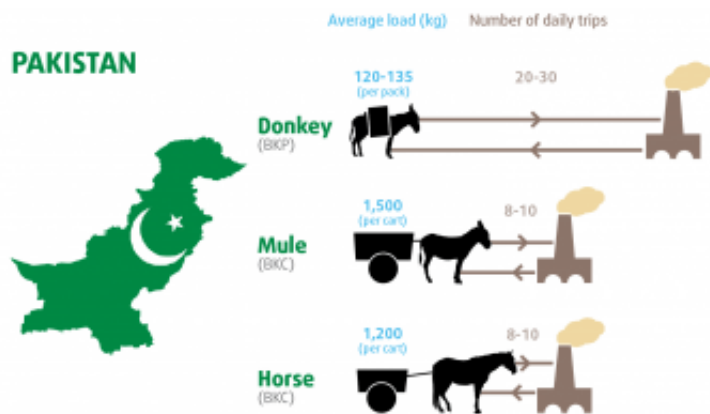 Average load (kg) Number of daily trips
PAKISTAN
120-135 20-30
(per pack)
Donkey
(BKP)
1,500
(per cart) 8-10
Mule
(BKC)
1,200 8-10
(per cart)
Horse
(BKC)